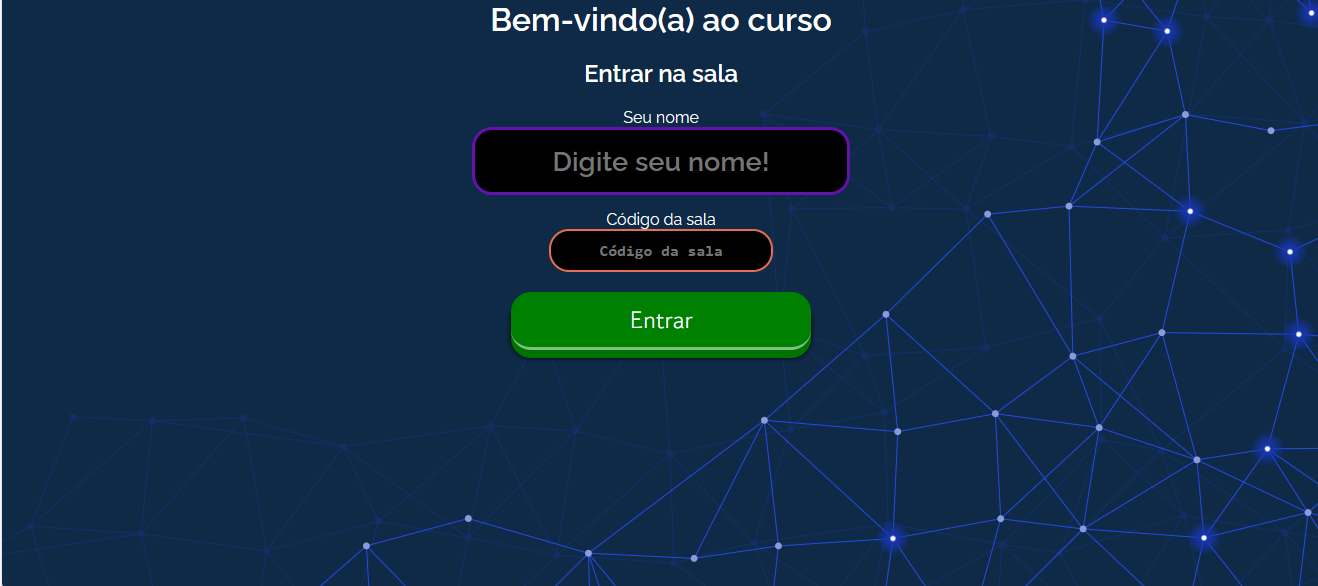 Bem-vindo(a) ao curso
Entrar na sala
Seu nome
Digite seu nome!
Código da sala
Código da sala
Entrar